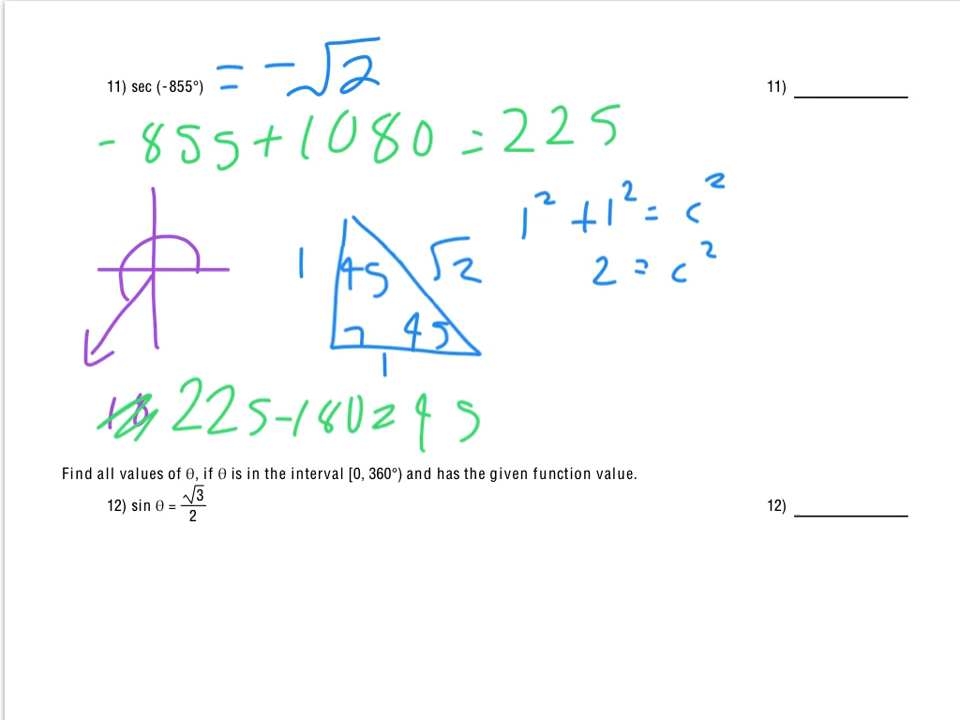 11) sec (-855°) = -√2
11) ________
-855+1080 = 225
1² + 1² = c²
2 = c²
1 45 √2
45
1
225-180=45
Find all values of θ, if θ is in the interval [0, 360°) and has the given function value.
12) sin θ = √3/2
12) ________